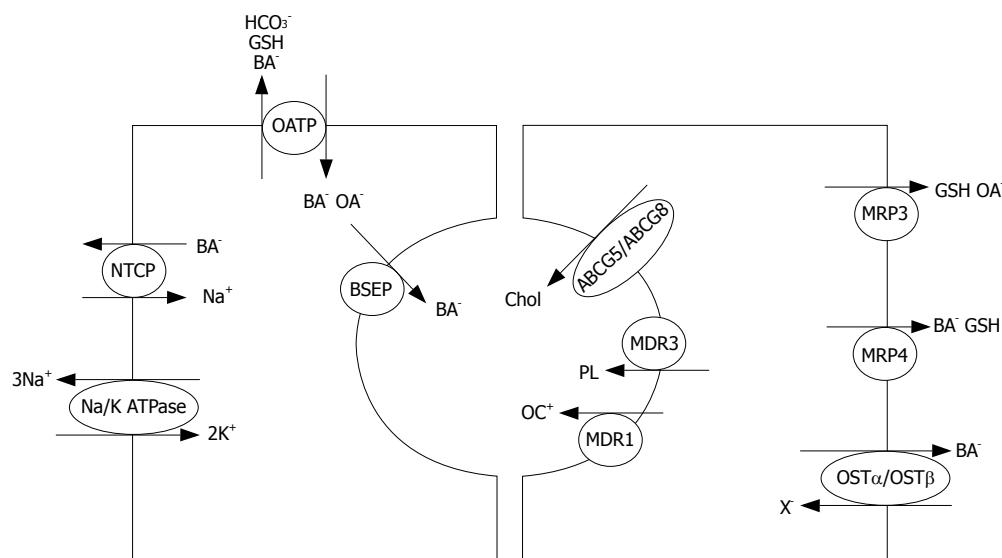 HCO₃⁻
GSH
BA⁻
OATP
BA⁻ OA⁻
BA⁻
NTCP
Na⁺
3Na⁺
Na/K ATPase
2K⁺
BSEP
BA⁻
ABCG5/ABCG8
Chol
MDR3
PL
OC⁺
MDR1
GSH OA⁻
MRP3
BA⁻ GSH
MRP4
BA⁻
OSTα/OSTβ
X⁻